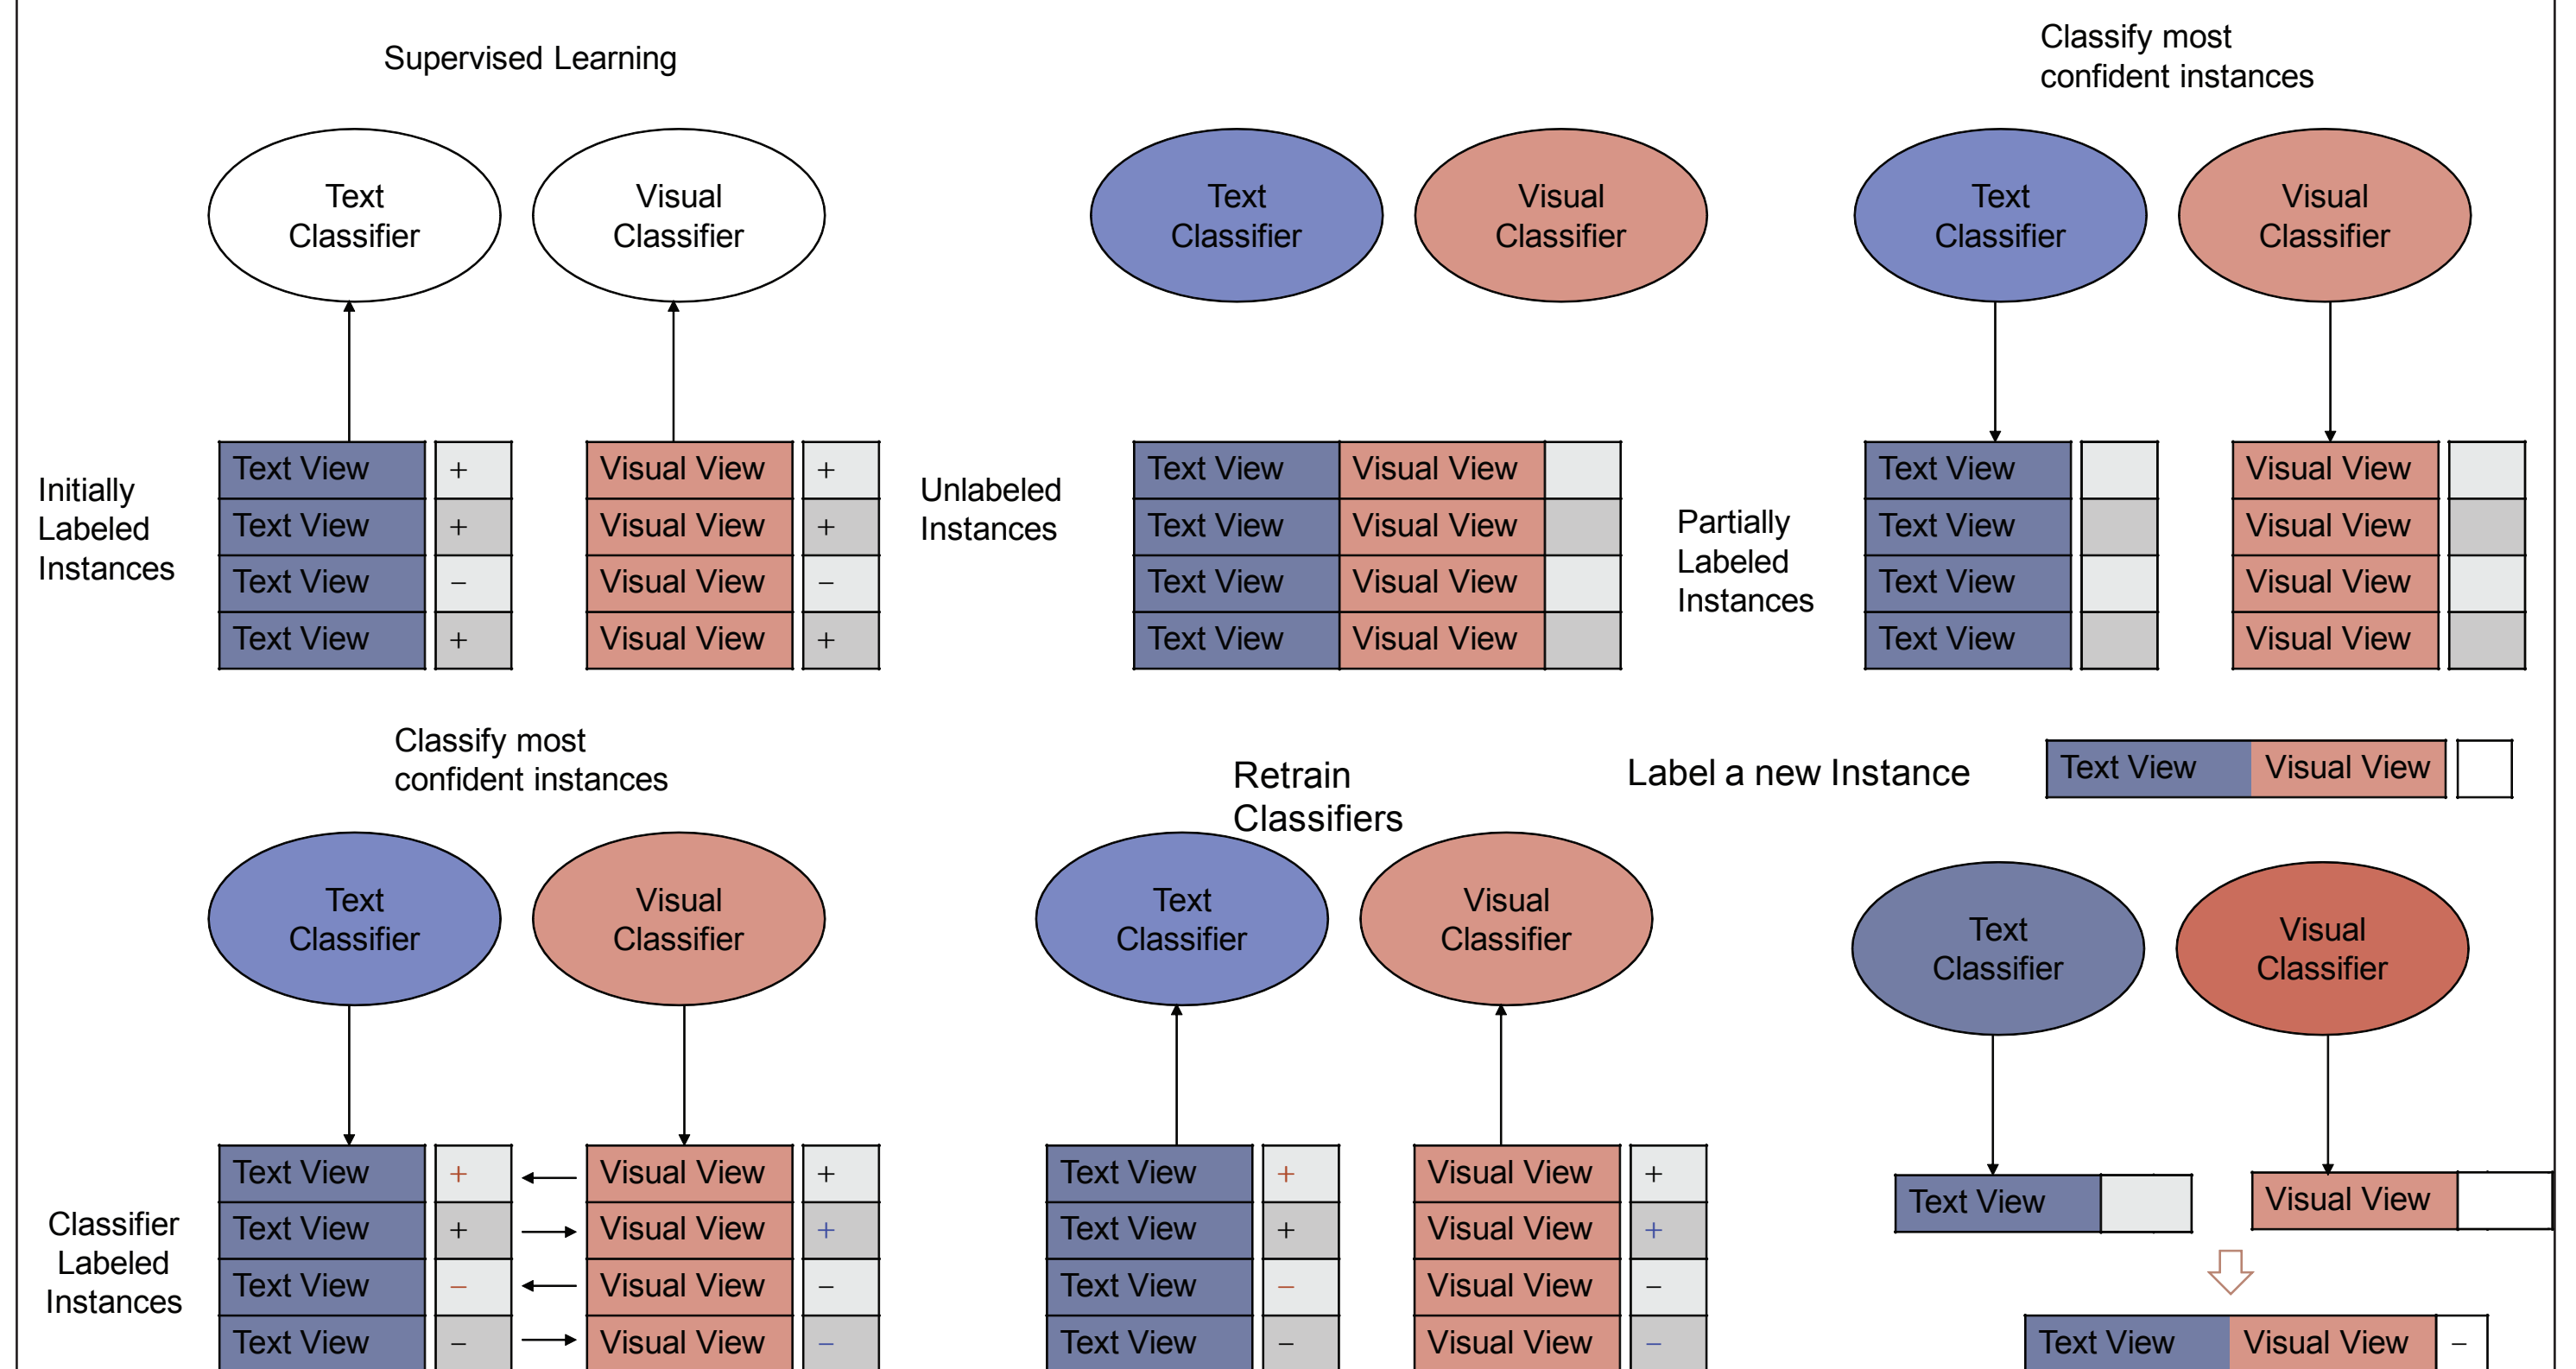 Supervised Learning
Text
Classifier
Visual
Classifier
Initially
Labeled
Instances
Text View +
Text View +
Text View −
Text View +
Visual View +
Visual View +
Visual View −
Visual View +
Text
Classifier
Visual
Classifier
Unlabeled
Instances
Text View Visual View
Text View Visual View
Text View Visual View
Text View Visual View
Classify most
confident instances
Text
Classifier
Visual
Classifier
Partially
Labeled
Instances
Text View
Text View
Text View
Text View
Visual View
Visual View
Visual View
Visual View
Classify most
confident instances
Text
Classifier
Visual
Classifier
Classifier
Labeled
Instances
Text View +
Text View +
Text View −
Text View −
Visual View +
Visual View +
Visual View −
Visual View −
Retrain
Classifiers
Text
Classifier
Visual
Classifier
Text View +
Text View +
Text View −
Text View −
Visual View +
Visual View +
Visual View −
Visual View −
Label a new Instance
Text View Visual View
Text
Classifier
Visual
Classifier
Text View
Visual View
Text View Visual View −